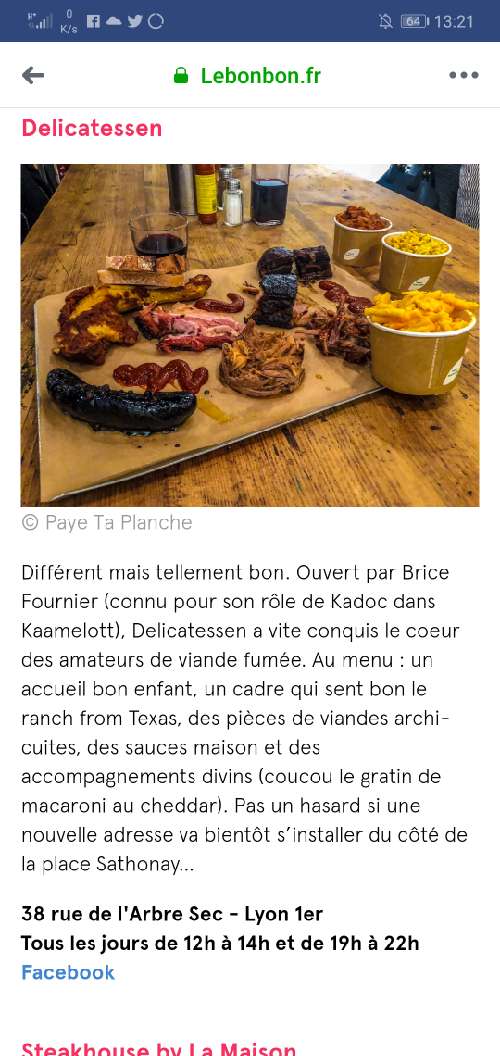 0
K/s
64
13:21
Lebonbon.fr
Delicatessen
© Paye Ta Planche
Différent mais tellement bon. Ouvert par Brice
Fournier (connu pour son rôle de Kadoc dans
Kaamelott), Delicatessen a vite conquis le coeur
des amateurs de viande fumée. Au menu : un
accueil bon enfant, un cadre qui sent bon le
ranch from Texas, des pièces de viandes archi-
cuites, des sauces maison et des
accompagnements divins (coucou le gratin de
macaroni au cheddar). Pas un hasard si une
nouvelle adresse va bientôt s’installer du côté de
la place Sathonay...
38 rue de l'Arbre Sec - Lyon 1er
Tous les jours de 12h à 14h et de 19h à 22h
Facebook
Steakhouse by La Maison